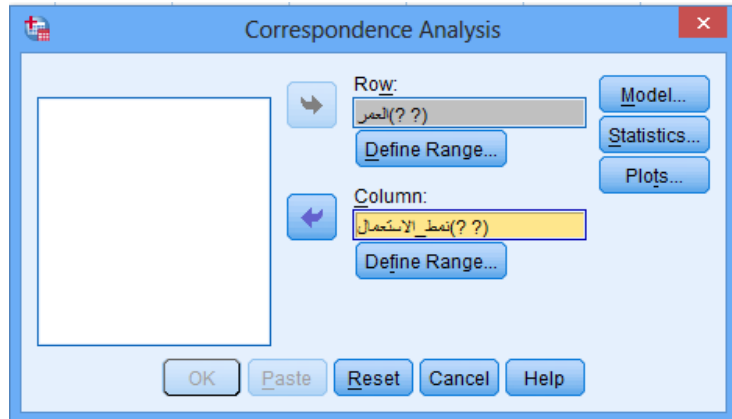 Correspondence Analysis
Row:
العمر(? ?)
Define Range...
Column:
نمط_الاستعمال(? ?)
Define Range...
Model...
Statistics...
Plots...
OK
Paste
Reset
Cancel
Help